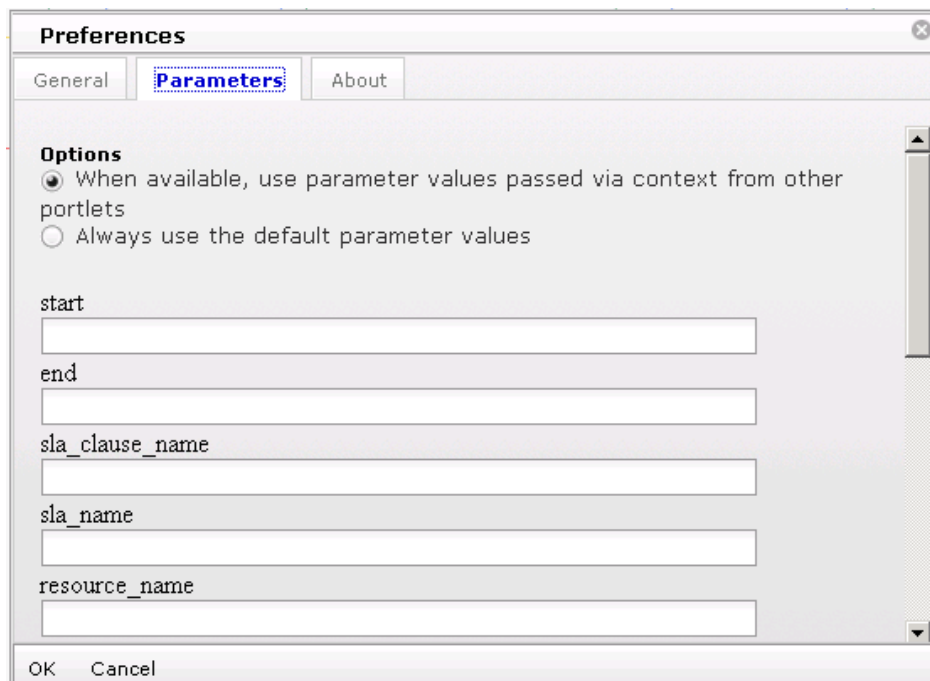 Preferences
General Parameters About
Options
When available, use parameter values passed via context from other
portlets
Always use the default parameter values
start
end
sla_clause_name
sla_name
resource_name
OK Cancel